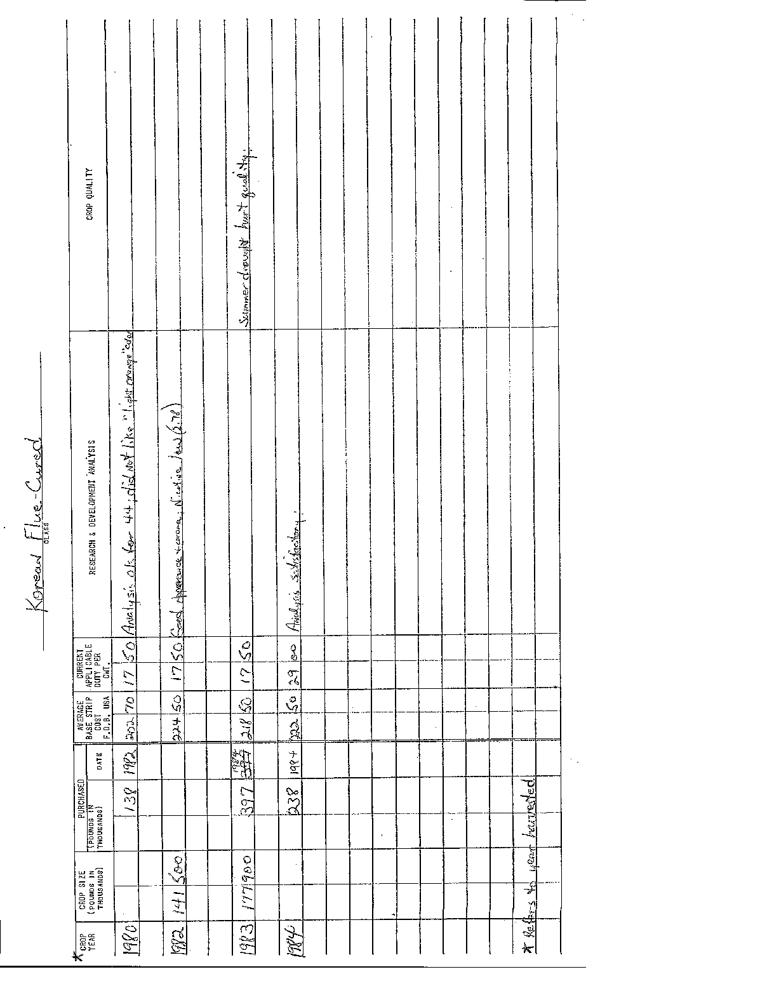 Korean Flue-Cured
CLASS
* CROP YEAR
CROP SIZE (POUNDS IN THOUSANDS)
PURCHASED
(POUNDS IN THOUSANDS)
DATE
AVERAGE BASE STRIP COST F.O.B. USA
CURRENT APPLICABLE DUTY PER CWT.
RESEARCH & DEVELOPMENT ANALYSIS
CROP QUALITY
1980 138 1982 202 70 17 50 Analysis ok for 44; did not like "light orange" color
1982 141 500 224 50 17 50 Good appearance + aroma; Nicotine low (2.78)
1983 177 900 397 1984 218 50 17 50 Summer drought hurt quality.
1984 238 1984 222 50 29 00 Analysis satisfactory.
* Refers to year harvested